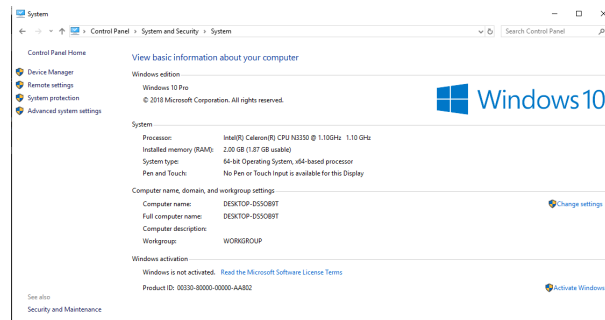 System
Control Panel › System and Security › System
Search Control Panel
Control Panel Home
Device Manager
Remote settings
System protection
Advanced system settings
View basic information about your computer
Windows edition
Windows 10 Pro
© 2018 Microsoft Corporation. All rights reserved.
Windows 10
System
Processor: Intel(R) Celeron(R) CPU N3350 @ 1.10GHz 1.10 GHz
Installed memory (RAM): 2.00 GB (1.87 GB usable)
System type: 64-bit Operating System, x64-based processor
Pen and Touch: No Pen or Touch Input is available for this Display
Computer name, domain, and workgroup settings
Computer name: DESKTOP-DS5OB9T
Change settings
Full computer name: DESKTOP-DS5OB9T
Computer description:
Workgroup: WORKGROUP
Windows activation
Windows is not activated. Read the Microsoft Software License Terms
Product ID: 00330-80000-00000-AA802
Activate Windows
See also
Security and Maintenance